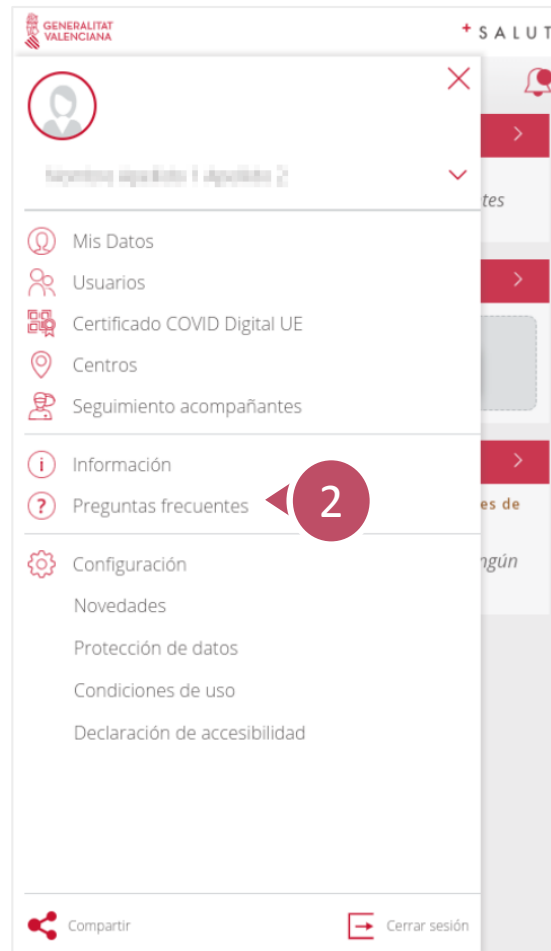 GENERALITAT
VALENCIANA
+ SALUT
tes
Mis Datos
Usuarios
Certificado COVID Digital UE
Centros
Seguimiento acompañantes
i Información
? Preguntas frecuentes
2
es de
Configuración
ngún
Novedades
Protección de datos
Condiciones de uso
Declaración de accesibilidad
Compartir
Cerrar sesión